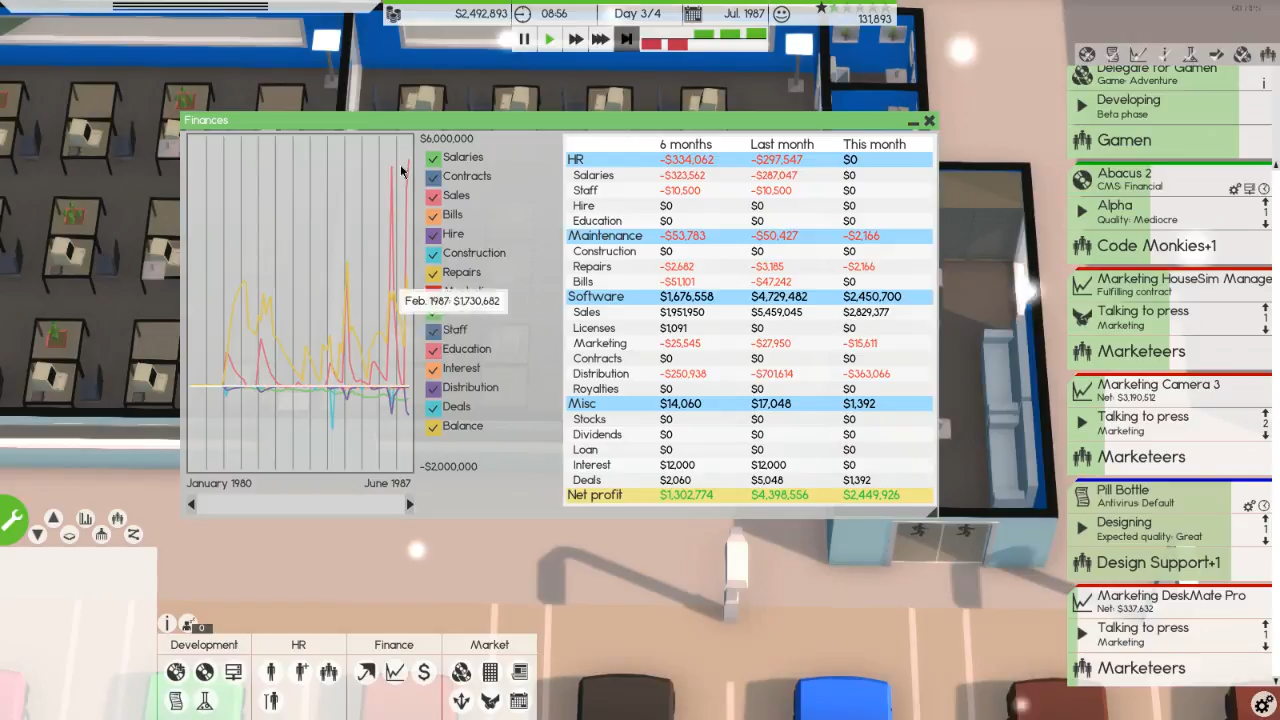 $2,492,893
08:56
Day 3/4
Jul. 1987
131,893
Finances
$6,000,000
Salaries
Contracts
Sales
Bills
Hire
Construction
Repairs
Feb. 1987: $1,730,682
Staff
Education
Interest
Distribution
Deals
Balance
-$2,000,000
January 1980
June 1987
6 months Last month This month
HR -$334,062 -$297,547 $0
Salaries -$323,562 -$287,047 $0
Staff -$10,500 -$10,500 $0
Hire $0 $0 $0
Education $0 $0 $0
Maintenance -$53,783 -$50,427 -$2,166
Construction $0 $0 $0
Repairs -$2,682 -$3,185 -$2,166
Bills -$51,101 -$47,242 $0
Software $1,676,558 $4,729,482 $2,450,700
Sales $1,951,950 $5,459,045 $2,829,377
Licenses $1,091 $0 $0
Marketing -$25,545 -$27,950 -$15,611
Contracts $0 $0 $0
Distribution -$250,938 -$701,614 -$363,066
Royalties $0 $0 $0
Misc $14,060 $17,048 $1,392
Stocks $0 $0 $0
Dividends $0 $0 $0
Loan $0 $0 $0
Interest $12,000 $12,000 $0
Deals $2,060 $5,048 $1,392
Net profit $1,302,774 $4,398,556 $2,449,926
Delegate for Gamen
Game: Adventure
Developing
Beta phase
Gamen
Abacus 2
CMS: Financial
Alpha
Quality: Mediocre
1
Code Monkies+1
Marketing HouseSim Manage
Fulfilling contract
Talking to press
Marketing
1
Marketeers
Marketing Camera 3
Net: $3,190,512
Talking to press
Marketing
2
Marketeers
Pill Bottle
Antivirus: Default
Designing
Expected quality: Great
1
Design Support+1
Marketing DeskMate Pro
Net: $337,632
Talking to press
Marketing
1
Marketeers
0
Development
HR
Finance
Market